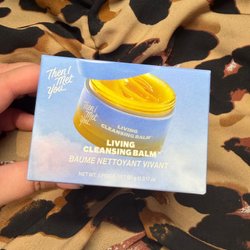 Then I
Met
You
Then I
Met
You
LIVING
CLEANSING BALM
LIVING
CLEANSING BALM
BAUME NETTOYANT VIVANT